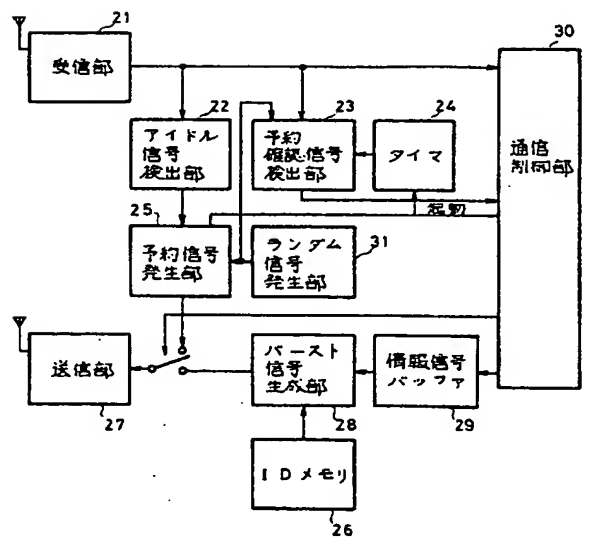 21
受信部
30
通信
制御部
22
アイドル
信号
検出部
23
予約
確認信号
検出部
24
タイマ
起動
25
予約信号
発生部
ランダム
信号
発生部
31
送信部
27
バースト
信号
生成部
28
情報信号
バッファ
29
IDメモリ
26